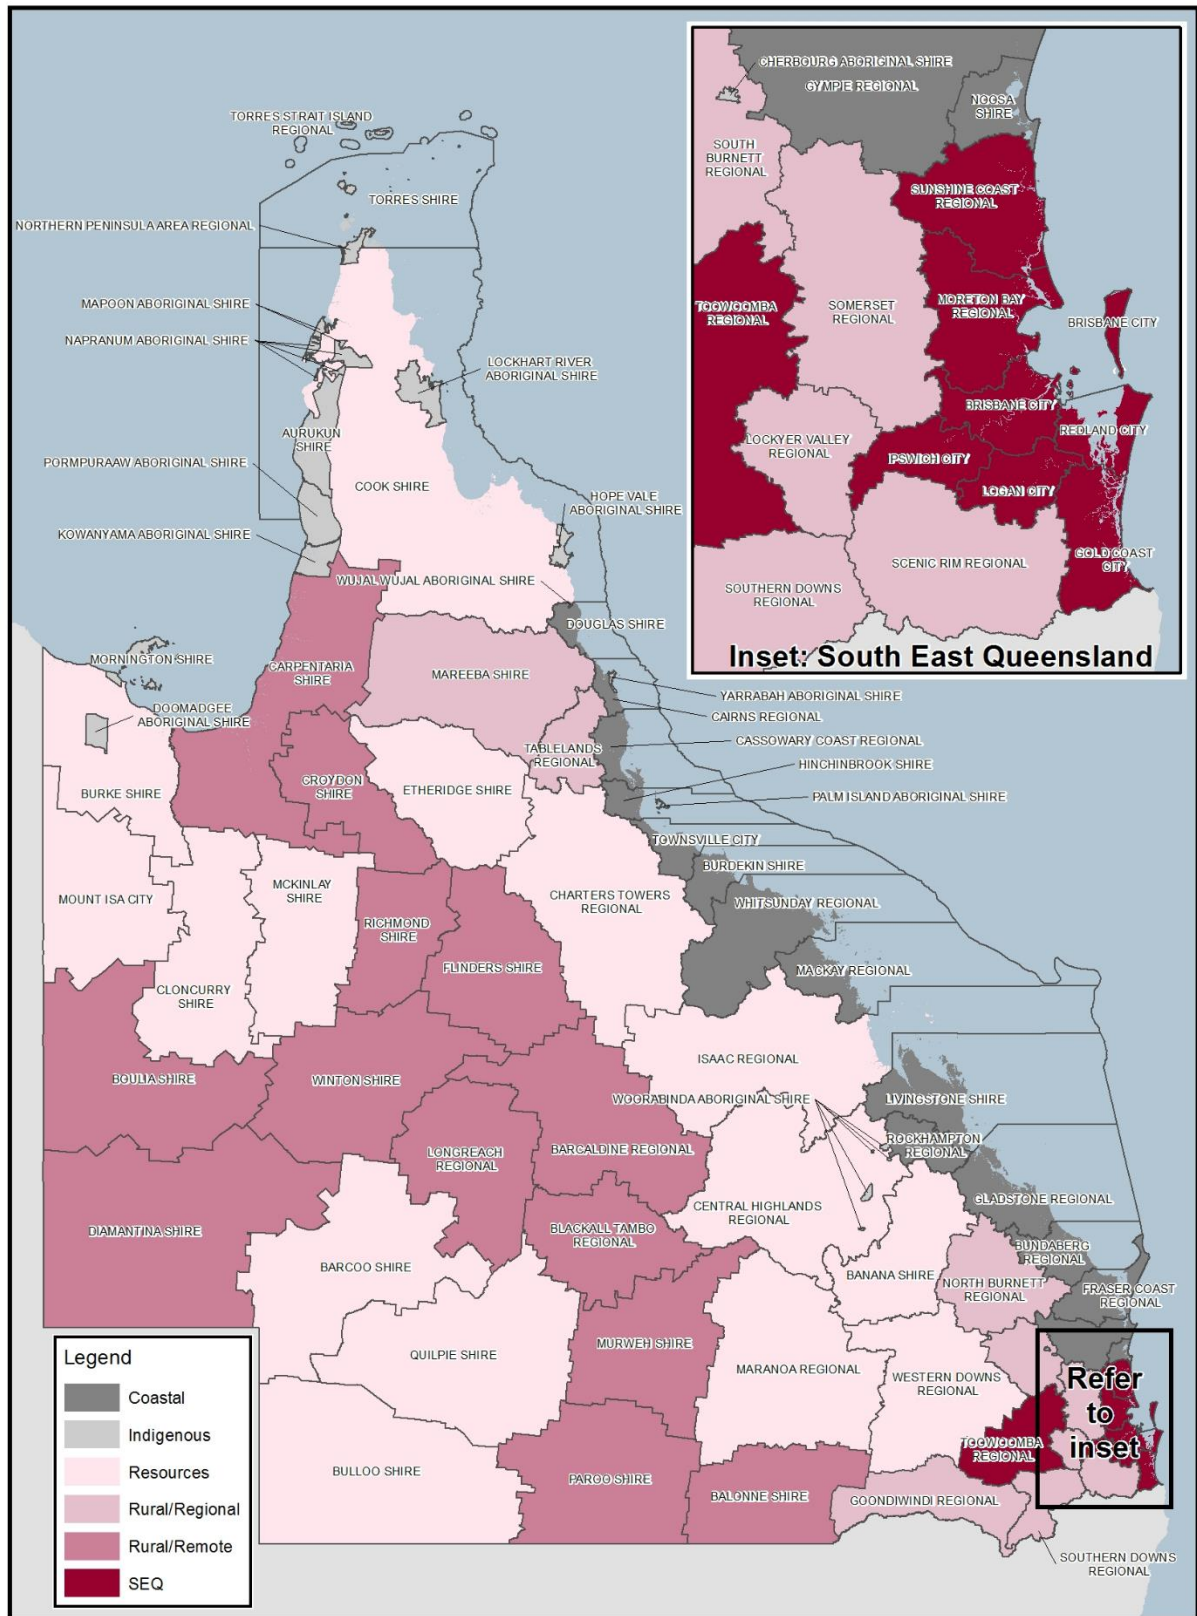 TORRES STRAIT ISLAND
REGIONAL
TORRES SHIRE
NORTHERN PENINSULA AREA REGIONAL
MAPOON ABORIGINAL SHIRE
NAPRANUM ABORIGINAL SHIRE
LOCKHART RIVER
ABORIGINAL SHIRE
AURUKUN
SHIRE
PORMPURAAW ABORIGINAL SHIRE
COOK SHIRE
HOPE VALE
ABORIGINAL SHIRE
KOWANYAMA ABORIGINAL SHIRE
WUJAL WUJAL ABORIGINAL SHIRE
DOUGLAS SHIRE
MORNINGTON SHIRE
CARPENTARIA
SHIRE
MAREEBA SHIRE
YARRABAH ABORIGINAL SHIRE
CAIRNS REGIONAL
DOOMADGEE
ABORIGINAL SHIRE
TABLELANDS
REGIONAL
CASSOWARY COAST REGIONAL
HINCHINBROOK SHIRE
BURKE SHIRE
CROYDON
SHIRE
ETHERIDGE SHIRE
PALM ISLAND ABORIGINAL SHIRE
TOWNSVILLE CITY
BURDEKIN SHIRE
MOUNT ISA CITY
MCKINLAY
SHIRE
CHARTERS TOWERS
REGIONAL
WHITSUNDAY REGIONAL
RICHMOND
SHIRE
FLINDERS SHIRE
MACKAY REGIONAL
CLONCURRY
SHIRE
ISAAC REGIONAL
BOULIA SHIRE
WINTON SHIRE
WOORABINDA ABORIGINAL SHIRE
LIVINGSTONE SHIRE
LONGREACH
REGIONAL
BARCALDINE REGIONAL
ROCKHAMPTON
REGIONAL
CENTRAL HIGHLANDS
REGIONAL
GLADSTONE REGIONAL
DIAMANTINA SHIRE
BLACKALL TAMBO
REGIONAL
BARCOO SHIRE
BANANA SHIRE
BUNDABERG
REGIONAL
NORTH BURNETT
REGIONAL
FRASER COAST
REGIONAL
QUILPIE SHIRE
MURWEH SHIRE
MARANOA REGIONAL
WESTERN DOWNS
REGIONAL
Refer
to
inset
TOOWOOMBA
REGIONAL
BULLOO SHIRE
PAROO SHIRE
BALONNE SHIRE
GOONDIWINDI REGIONAL
SOUTHERN DOWNS
REGIONAL
CHERBOURG ABORIGINAL SHIRE
GYMPIE REGIONAL
NOOSA
SHIRE
SOUTH
BURNETT
REGIONAL
SUNSHINE COAST
REGIONAL
TOOWOOMBA
REGIONAL
SOMERSET
REGIONAL
MORETON BAY
REGIONAL
BRISBANE CITY
BRISBANE CITY
REDLAND CITY
LOCKYER VALLEY
REGIONAL
IPSWICH CITY
LOGAN CITY
SCENIC RIM REGIONAL
GOLD COAST
CITY
SOUTHERN DOWNS
REGIONAL
Inset: South East Queensland
Legend
Coastal
Indigenous
Resources
Rural/Regional
Rural/Remote
SEQ